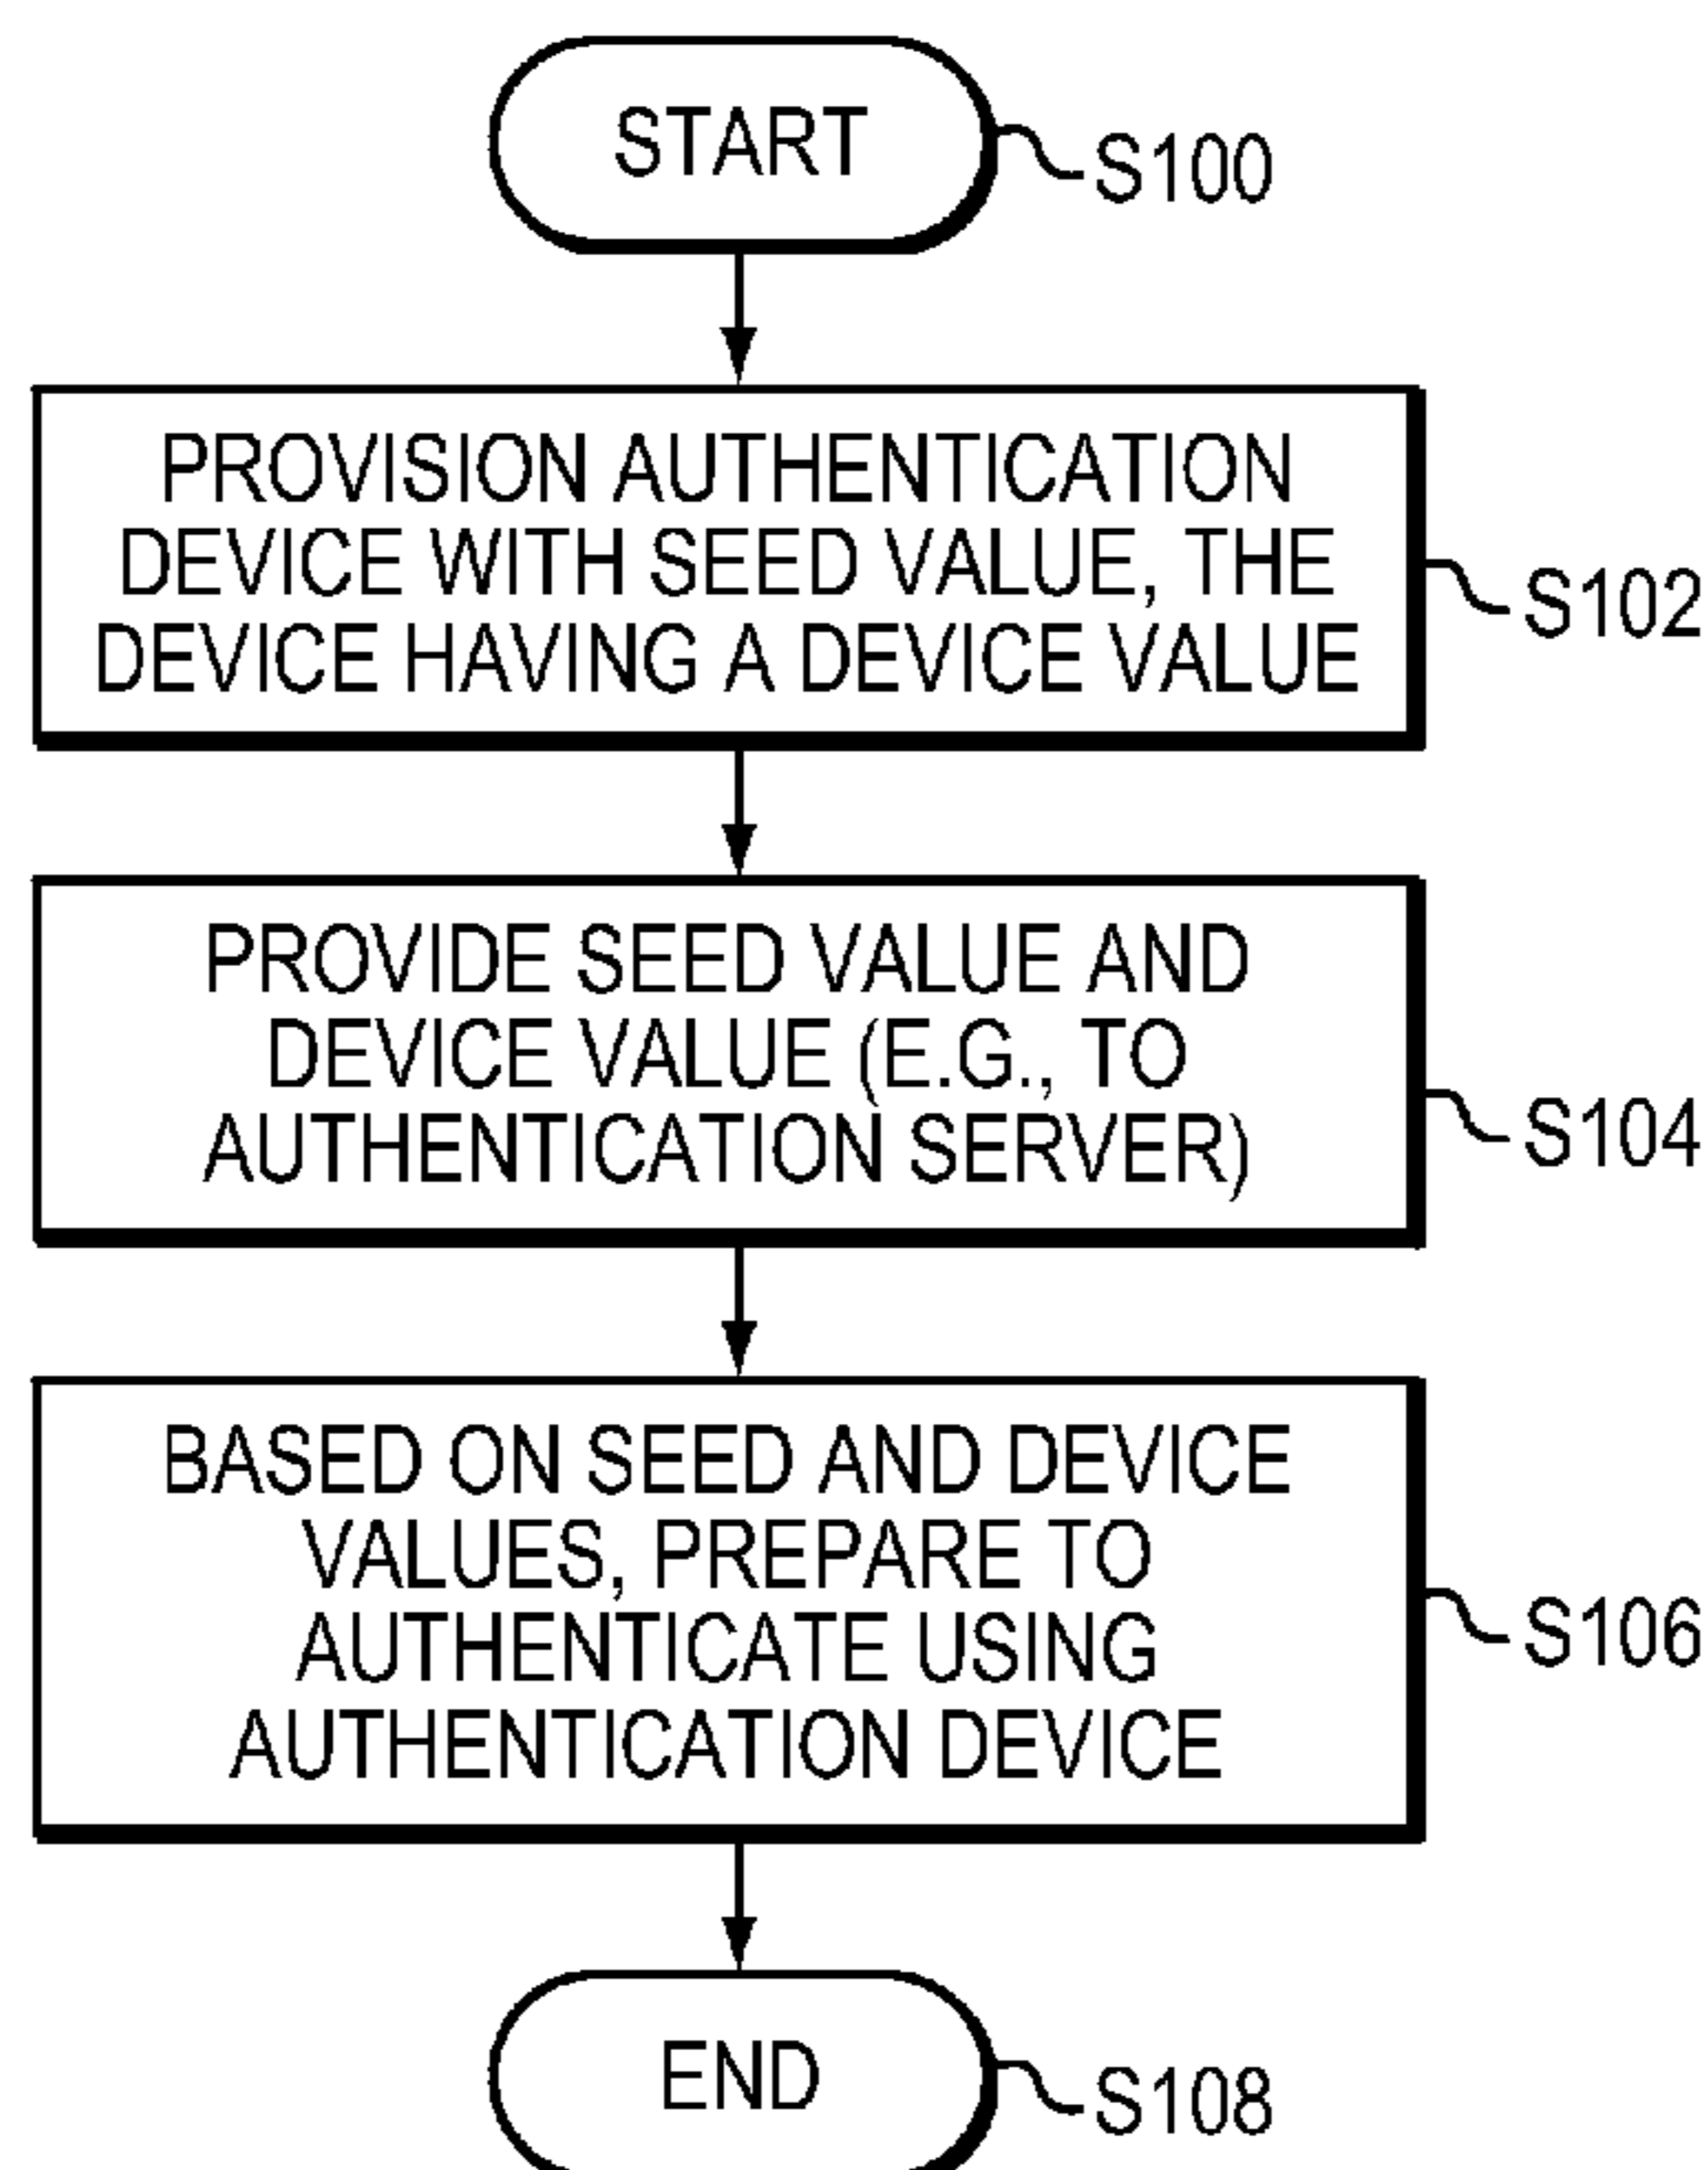 START
S100
PROVISION AUTHENTICATION
DEVICE WITH SEED VALUE, THE
DEVICE HAVING A DEVICE VALUE
S102
PROVIDE SEED VALUE AND
DEVICE VALUE (E.G., TO
AUTHENTICATION SERVER)
S104
BASED ON SEED AND DEVICE
VALUES, PREPARE TO
AUTHENTICATE USING
AUTHENTICATION DEVICE
S106
END
S108